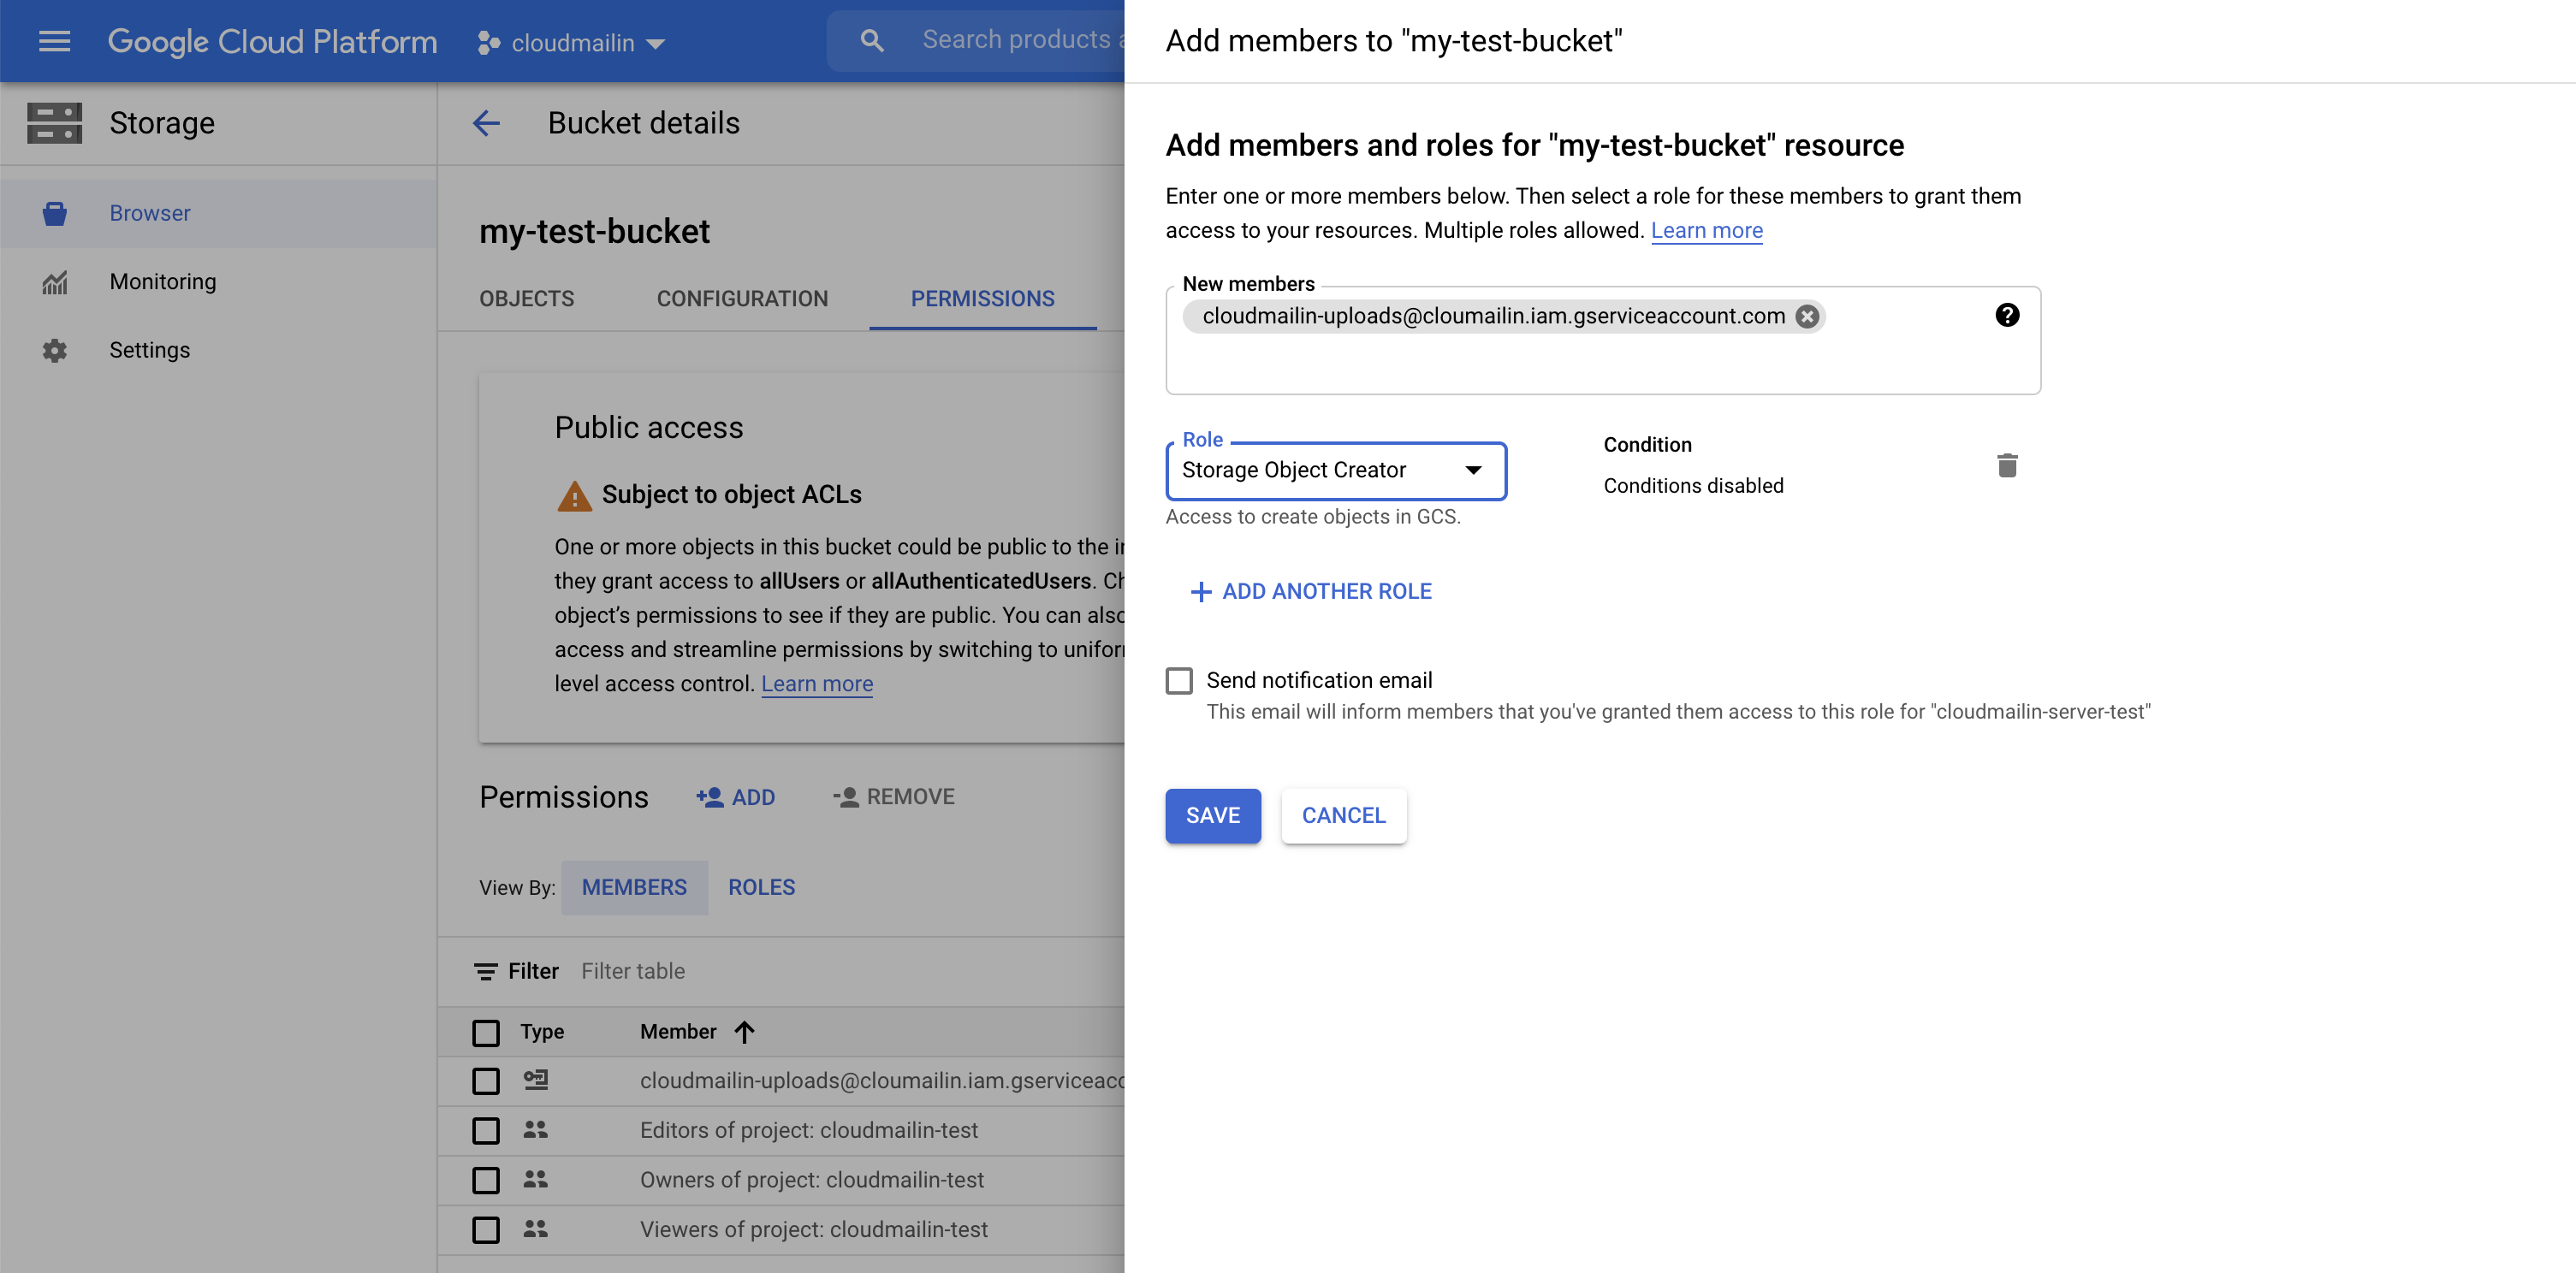 Google Cloud Platform
cloudmailin
Search products
Storage
Browser
Monitoring
Settings
Bucket details
my-test-bucket
OBJECTS CONFIGURATION PERMISSIONS
Public access
Subject to object ACLs
One or more objects in this bucket could be public to the
they grant access to allUsers or allAuthenticatedUsers.
object's permissions to see if they are public. You can also
access and streamline permissions by switching to
level access control. Learn more
Permissions ADD REMOVE
View By: MEMBERS ROLES
Filter Filter table
Type Member
cloudmailin-uploads@cloumailin.iam.gserviceacc
Editors of project: cloudmailin-test
Owners of project: cloudmailin-test
Viewers of project: cloudmailin-test
Add members to "my-test-bucket"
Add members and roles for "my-test-bucket" resource
Enter one or more members below. Then select a role for these members to grant them
access to your resources. Multiple roles allowed. Learn more
New members
cloudmailin-uploads@cloumailin.iam.gserviceaccount.com
Role
Storage Object Creator
Access to create objects in GCS.
Condition
Conditions disabled
ADD ANOTHER ROLE
Send notification email
This email will inform members that you've granted them access to this role for "cloudmailin-server-test"
SAVE CANCEL